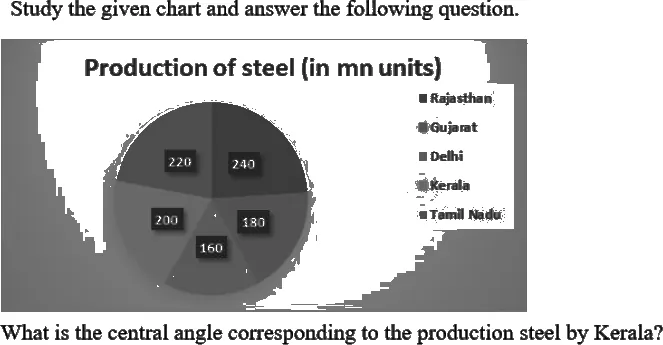 Study the given chart and answer the following question.
Production of steel (in mn units)
Rajasthan
Gujarat
Delhi
Kerala
Tamil Nadu
220
240
200
180
160
What is the central angle corresponding to the production steel by Kerala?